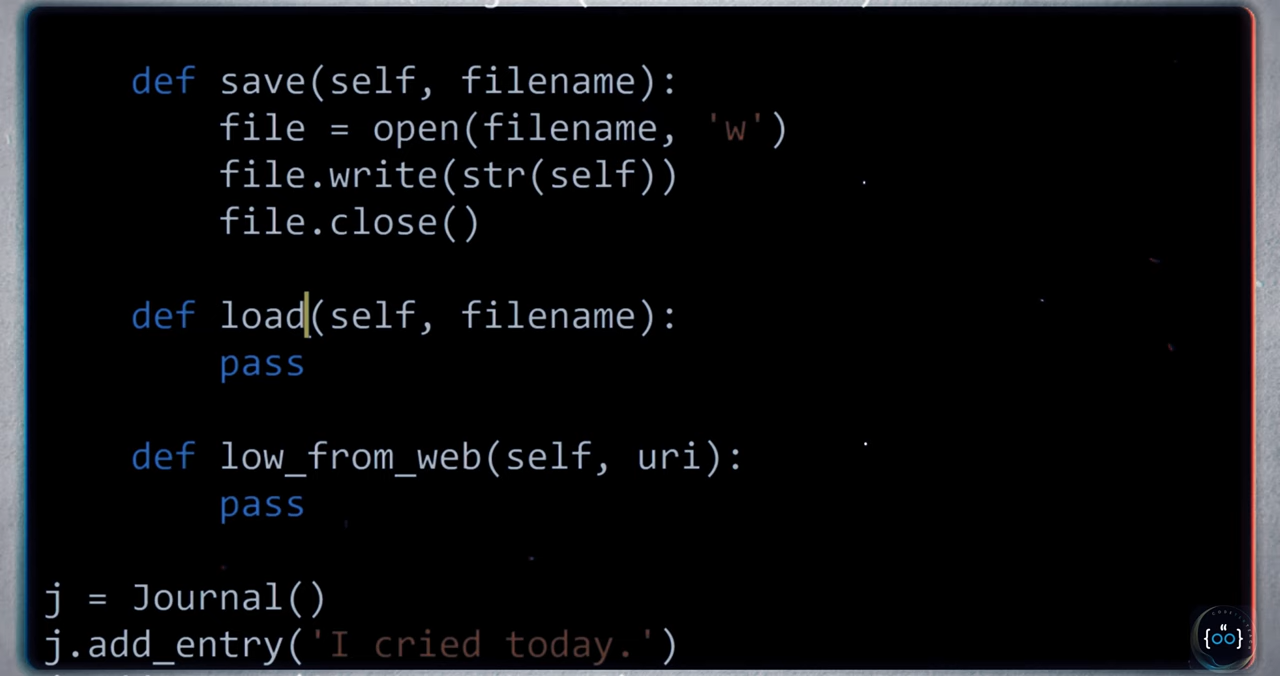 def save(self, filename):
file = open(filename, 'w')
file.write(str(self))
file.close()
def load(self, filename):
pass
def low_from_web(self, uri):
pass
j = Journal()
j.add_entry('I cried today.')
{oo}